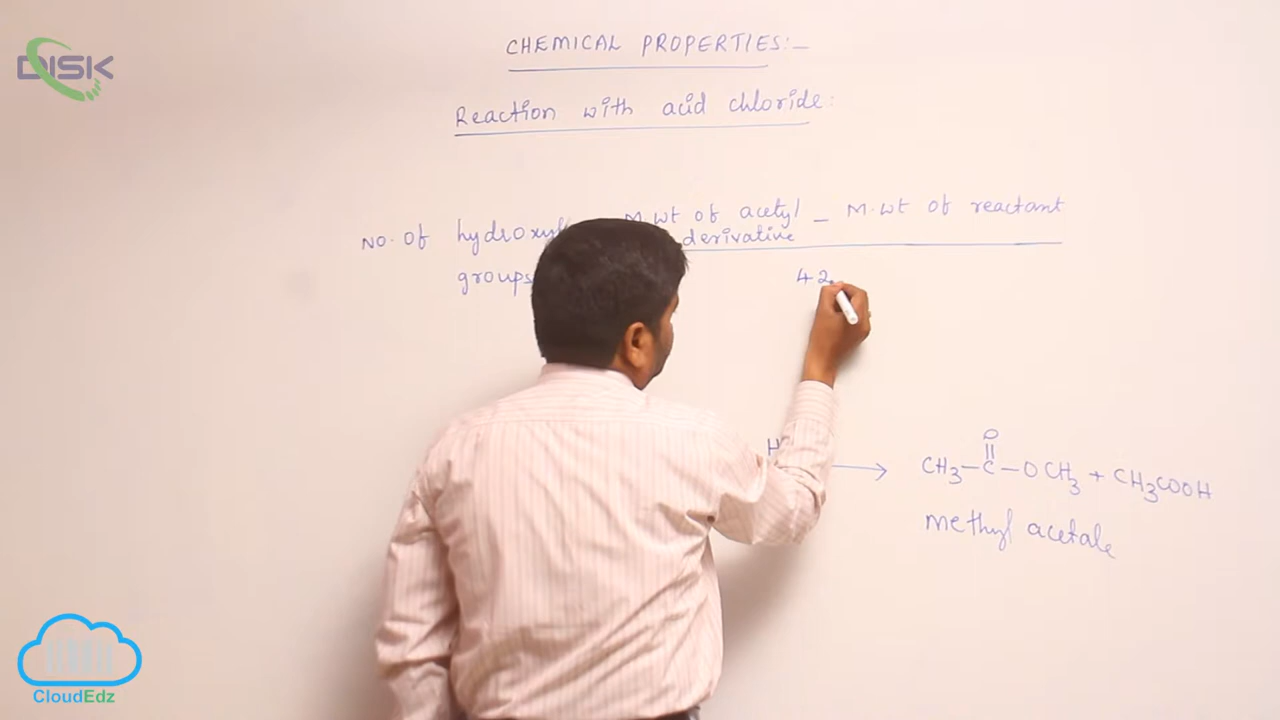 DISK
CHEMICAL PROPERTIES:-
Reaction with acid chloride:
No. of hydroxyl M.wt of acetyl - M.wt of reactant
derivative
groups 42
H
CH3-C-OCH3 + CH3COOH
O
methyl acetate
CloudEdz